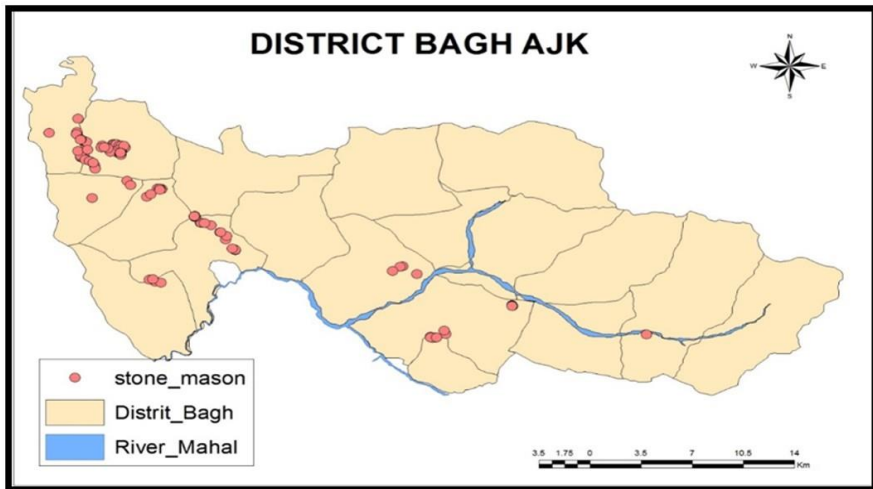 DISTRICT BAGH AJK
N
W E
S
stone_mason
Distrit_Bagh
River_Mahal
3.5 1.75 0 3.5 7 10.5 14
Km